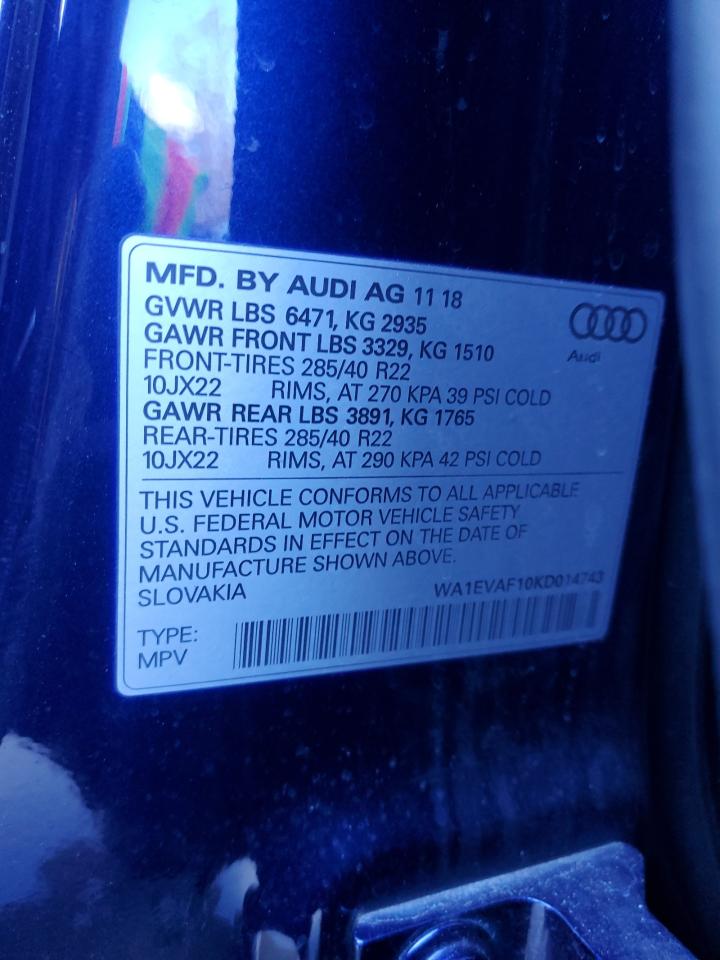 MFD. BY AUDI AG 11 18
GVWR LBS 6471, KG 2935
GAWR FRONT LBS 3329, KG 1510
FRONT-TIRES 285/40 R22
10JX22 RIMS, AT 270 KPA 39 PSI COLD
GAWR REAR LBS 3891, KG 1765
REAR-TIRES 285/40 R22
10JX22 RIMS, AT 290 KPA 42 PSI COLD
Audi
THIS VEHICLE CONFORMS TO ALL APPLICABLE
U.S. FEDERAL MOTOR VEHICLE SAFETY
STANDARDS IN EFFECT ON THE DATE OF
MANUFACTURE SHOWN ABOVE.
SLOVAKIA WA1EVAF10KD014743
TYPE:
MPV